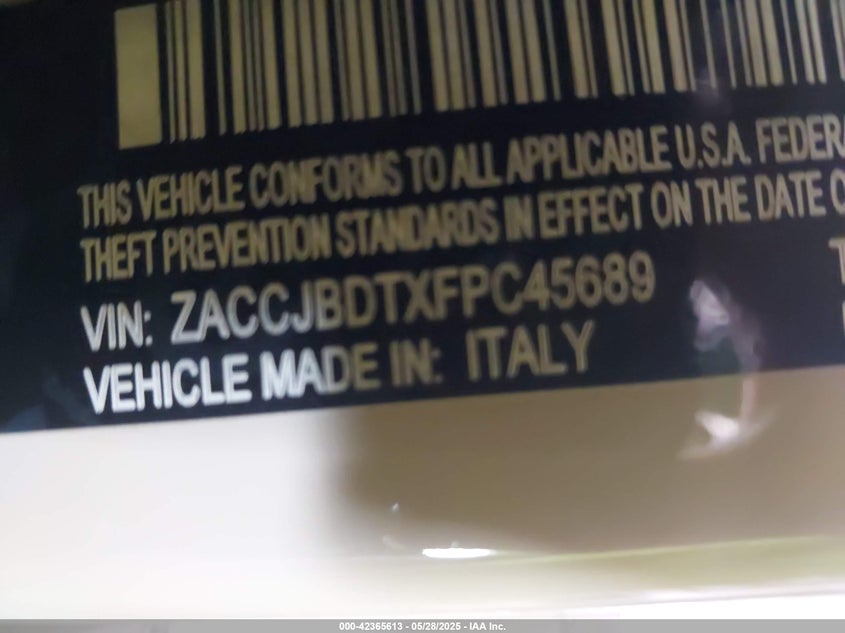 THIS VEHICLE CONFORMS TO ALL APPLICABLE U.S.A. 
THEFT PREVENTION STANDARDS IN EFFECT ON THE DATE
VIN: ZACCJBDTXFPC45689
VEHICLE MADE IN: ITALY
000-42365613 - 05/28/2025 - IAA Inc.